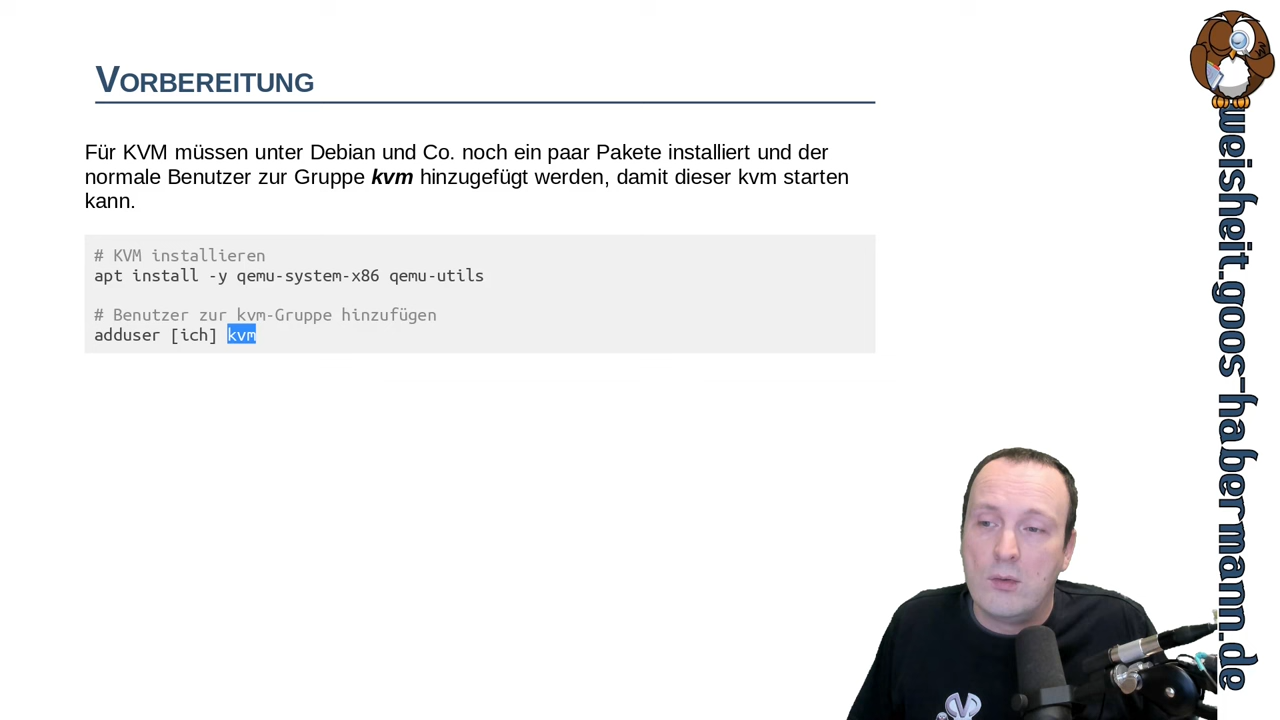 VORBEREITUNG
Für KVM müssen unter Debian und Co. noch ein paar Pakete installiert und der
normale Benutzer zur Gruppe kvm hinzugefügt werden, damit dieser kvm starten
kann.
# KVM installieren
apt install -y qemu-system-x86 qemu-utils
# Benutzer zur kvm-Gruppe hinzufügen
adduser [ich] kvm
weisheit.goos-habermann.de